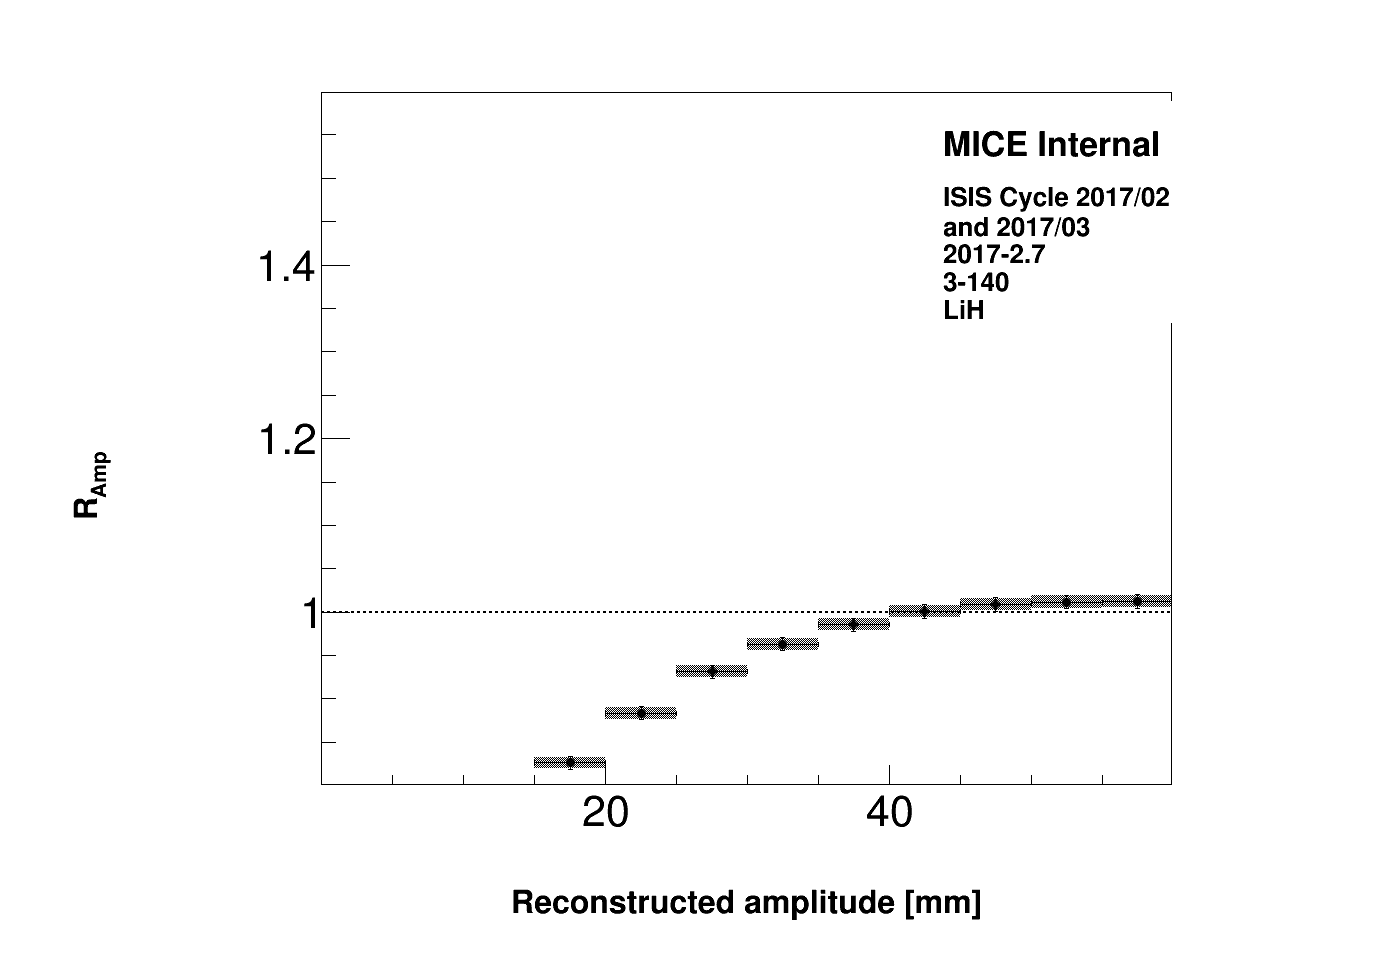 MICE Internal
ISIS Cycle 2017/02
and 2017/03
2017-2.7
3-140
LiH
1.4
1.2
1
R_Amp
20
40
Reconstructed amplitude [mm]